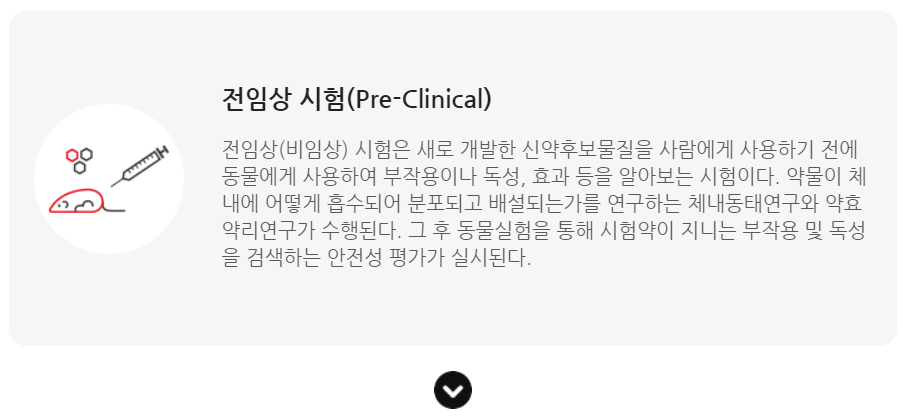 전임상 시험(Pre-Clinical)
전임상(비임상) 시험은 새로 개발한 신약후보물질을 사람에게 사용하기 전에
동물에게 사용하여 부작용이나 독성, 효과 등을 알아보는 시험이다. 약물이 체
내에 어떻게 흡수되어 분포되고 배설되는가를 연구하는 체내동태연구와 약효
약리연구가 수행된다. 그 후 동물실험을 통해 시험약이 지니는 부작용 및 독성
을 검색하는 안전성 평가가 실시된다.